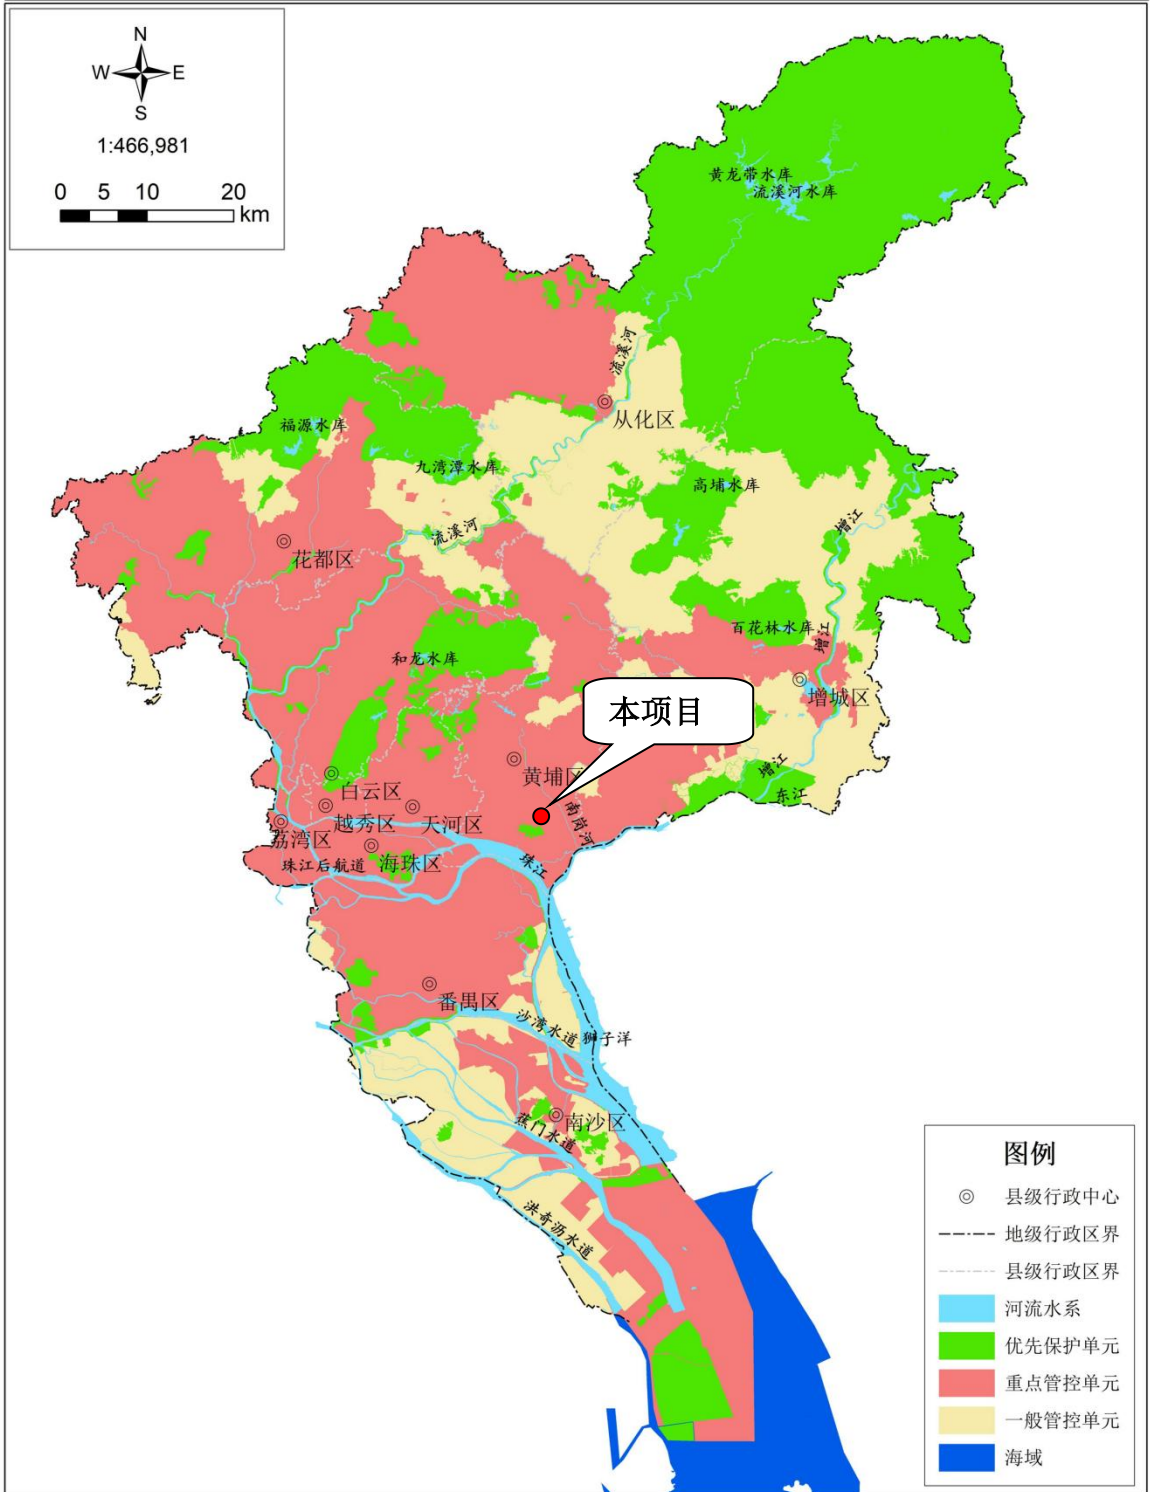 N
W E
S
1:466,981
0 5 10 20
km
黄龙带水库
流溪河水库
流溪河
从化区
福源水库
九湾潭水库
高埔水库
增江
流溪河
花都区
百花林水库
增江
和龙水库
增城区
本项目
黄埔区
增江
东江
白云区
越秀区
天河区
南岗河
荔湾区
海珠区
珠江
珠江后航道
番禺区
沙湾水道
狮子洋
南沙区
蕉门水道
洪奇沥水道
图例
县级行政中心
地级行政区界
县级行政区界
河流水系
优先保护单元
重点管控单元
一般管控单元
海域